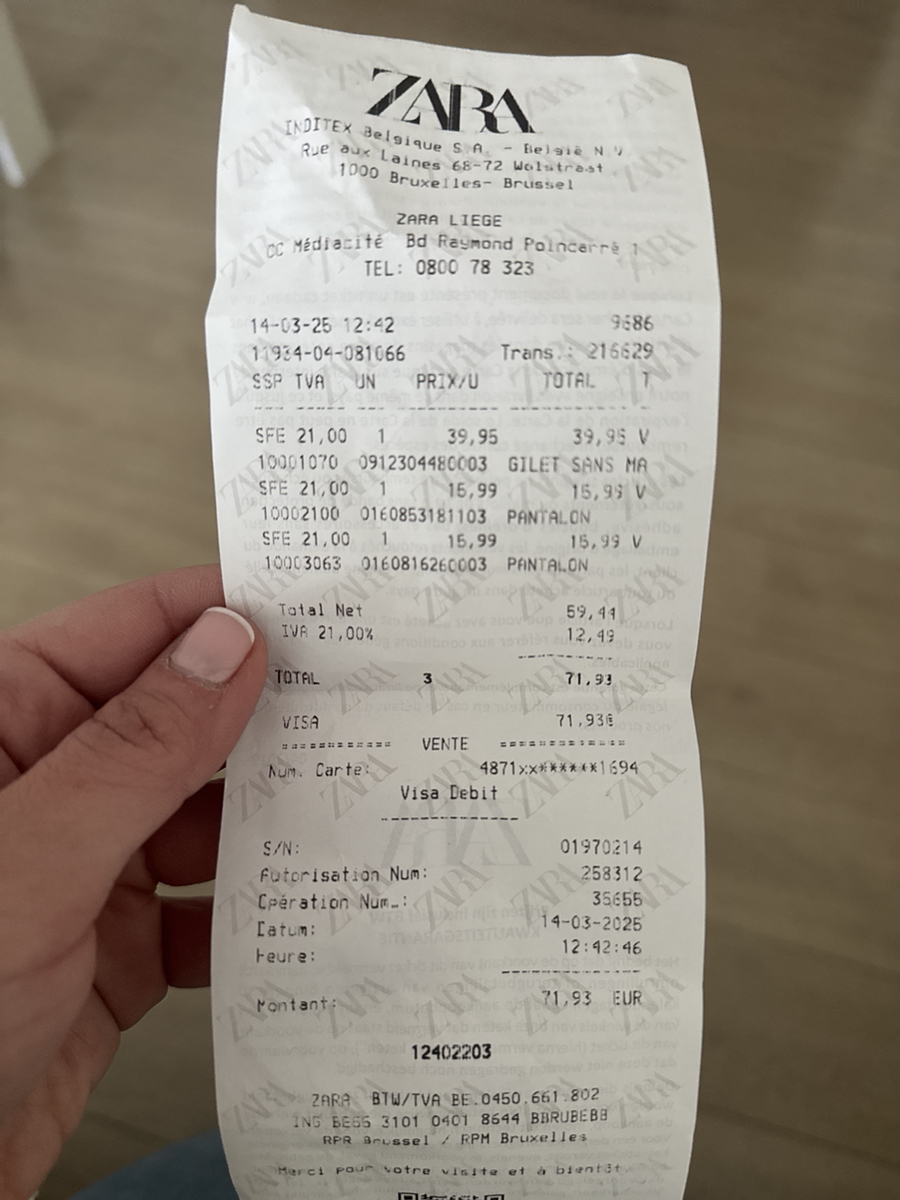 ZARA
INDITEX Belgique S.A. - België N.V
Rue aux Laines 68-72 Wolstraat
1000 Bruxelles- Brussel
ZARA LIEGE
CC Médiacité Bd Raymond Poincarré 1
TEL: 0800 78 323
14-03-25 12:42 9686
11934-04-081066 Trans.: 216629
SSP TVA UN PRIX/U TOTAL T
SFE 21,00 1 39,95 39,95 V
10001070 0912304480003 GILET SANS MA
SFE 21,00 1 15,99 15,99 V
10002100 0160853181103 PANTALON
SFE 21,00 1 15,99 15,99 V
10003063 0160816260003 PANTALON
Total Net 59,44
IVA 21,00% 12,49
TOTAL 3 71,93
VISA 71,93€
============ VENTE ==============
Num. Carte: 4871xx******1694
Visa Debit
S/N: 01970214
Autorisation Num: 258312
Opération Num.: 35655
Datum: 14-03-2025
Heure: 12:42:46
Montant: 71,93 EUR
12402203
ZARA BTW/TVA BE.0450.661.802
ING 3101 0401 8644 BBRUBEBB
RPR Brussel / RPM Bruxelles
Merci pour votre visite et à bientôt.